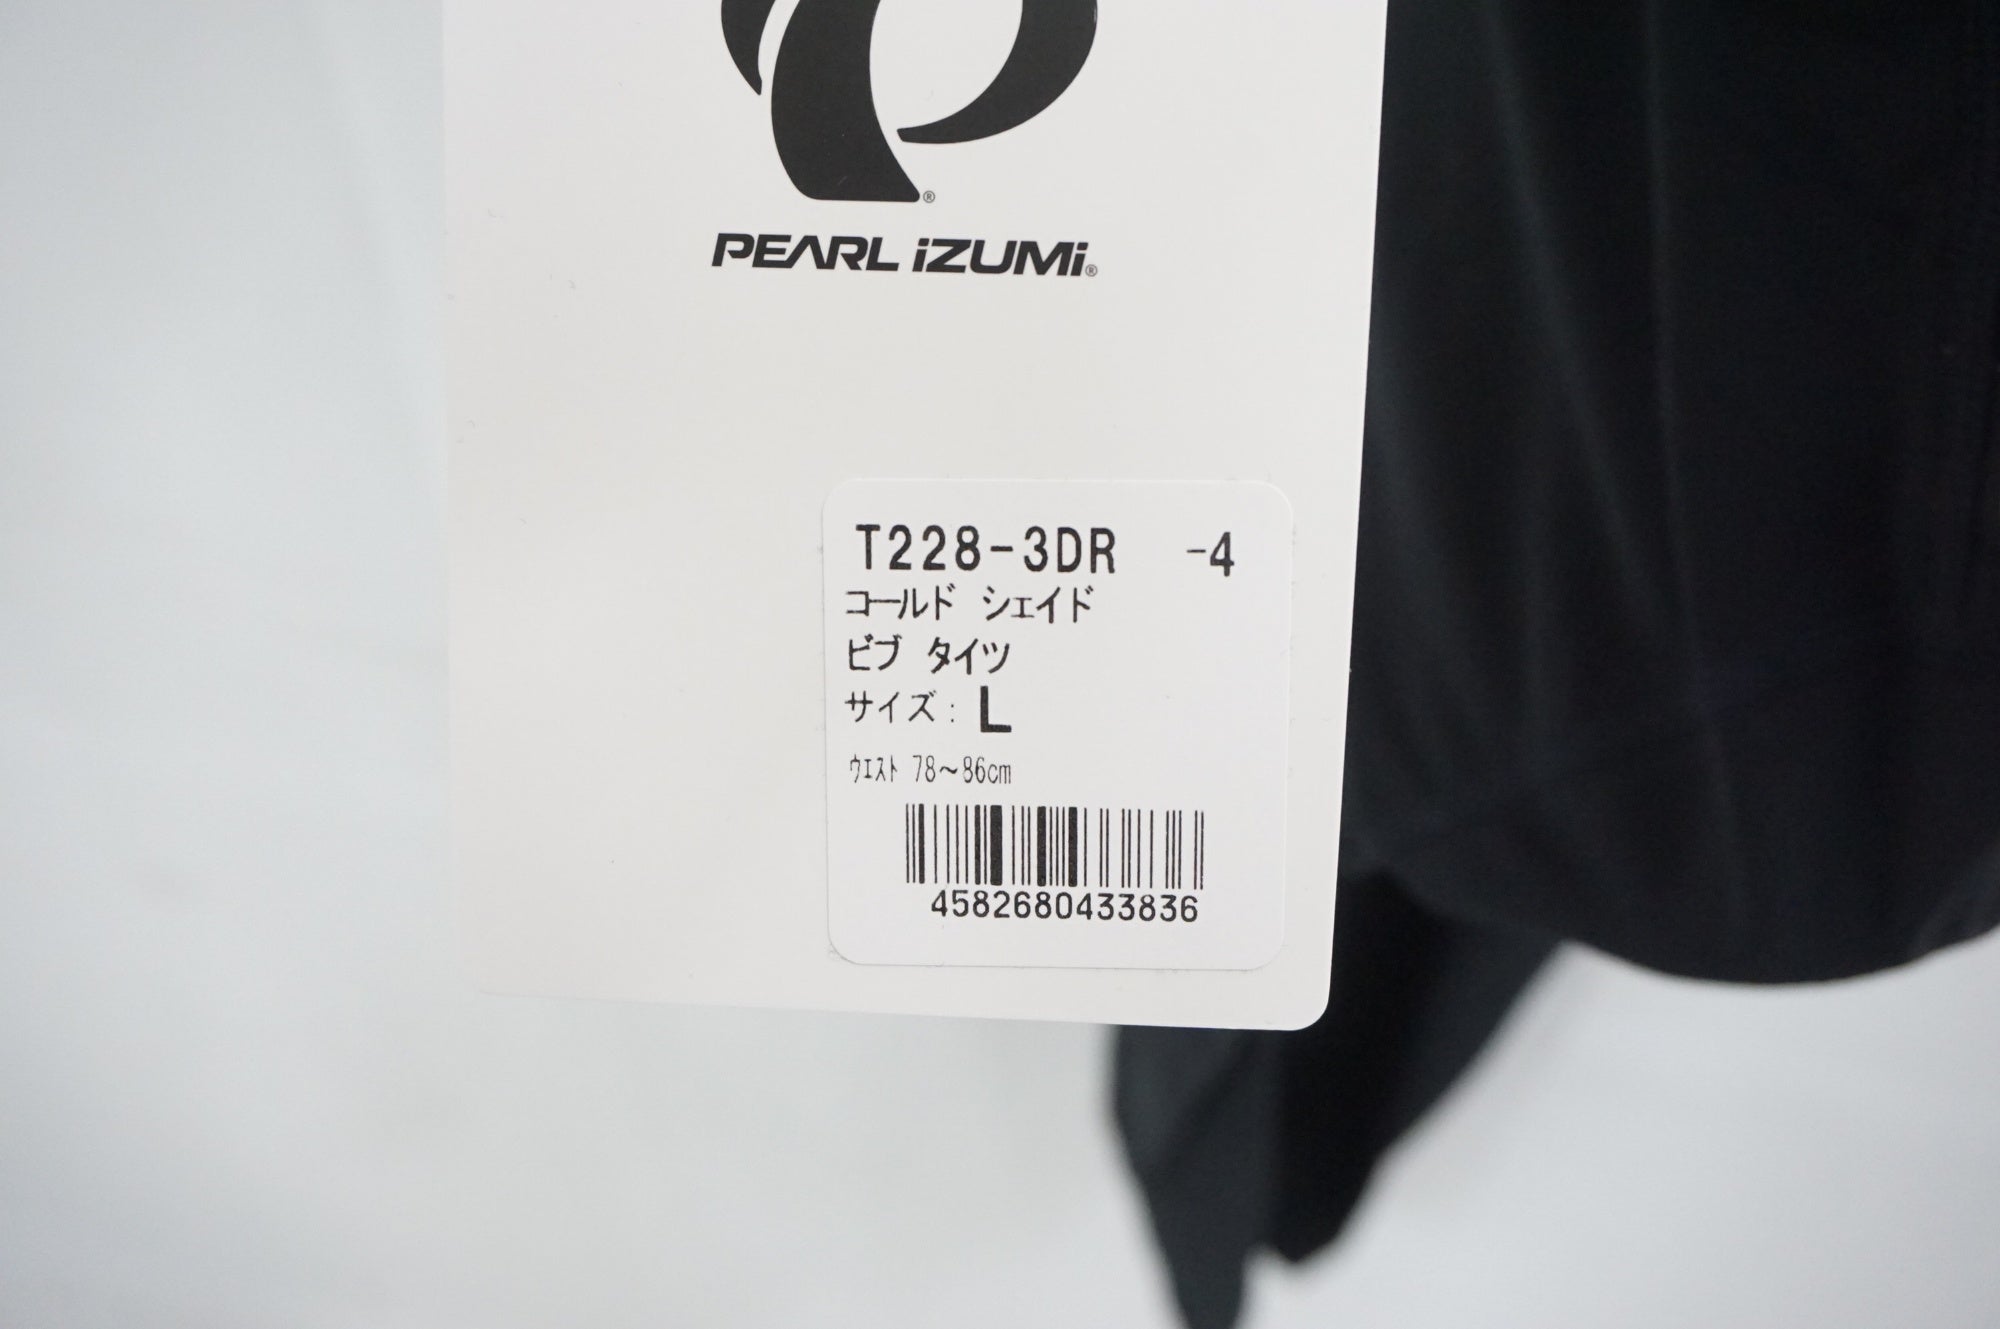 ®
PEARL iZUMi®
T228-3DR -4
コールド シェイド
ビブ タイツ
サイズ: L
ウエスト 78～86cm
4582680433836